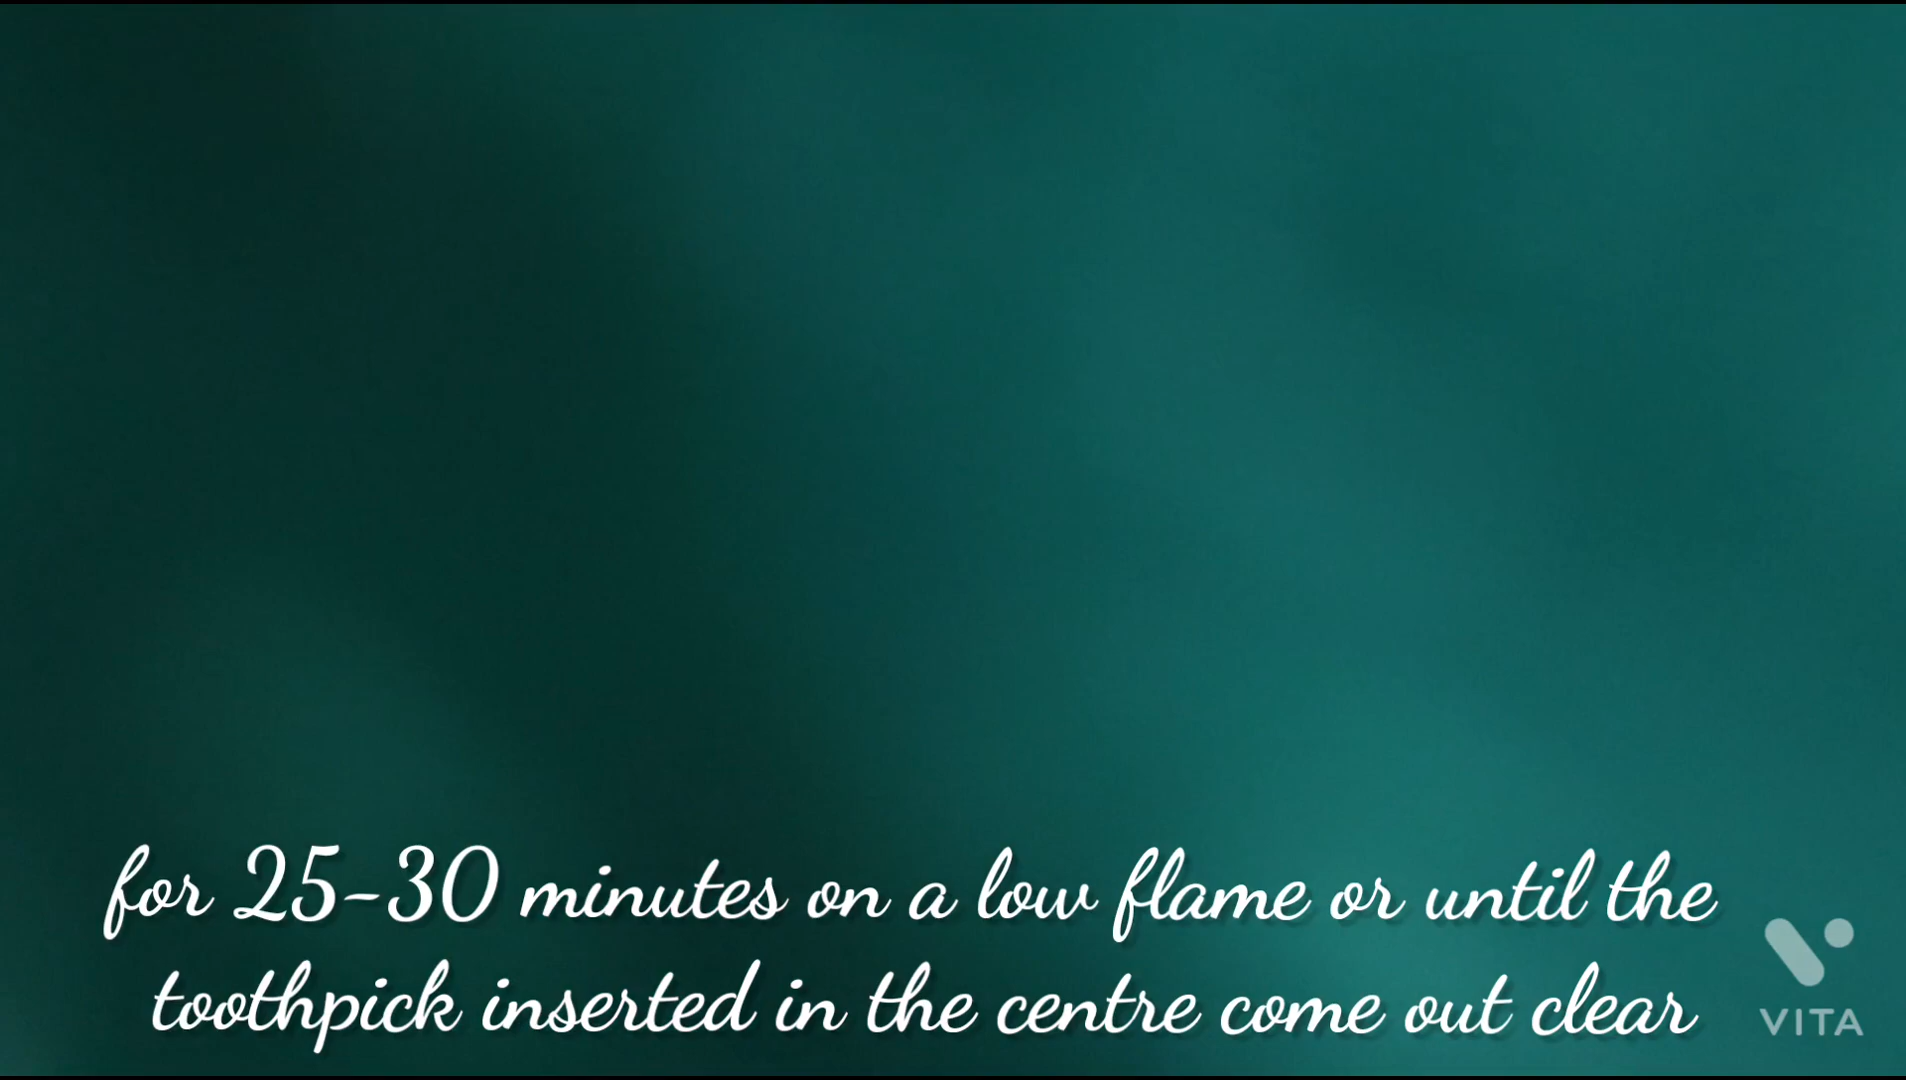 for 25-30 minutes on a low flame or until the
toothpick inserted in the centre come out clear
VITA